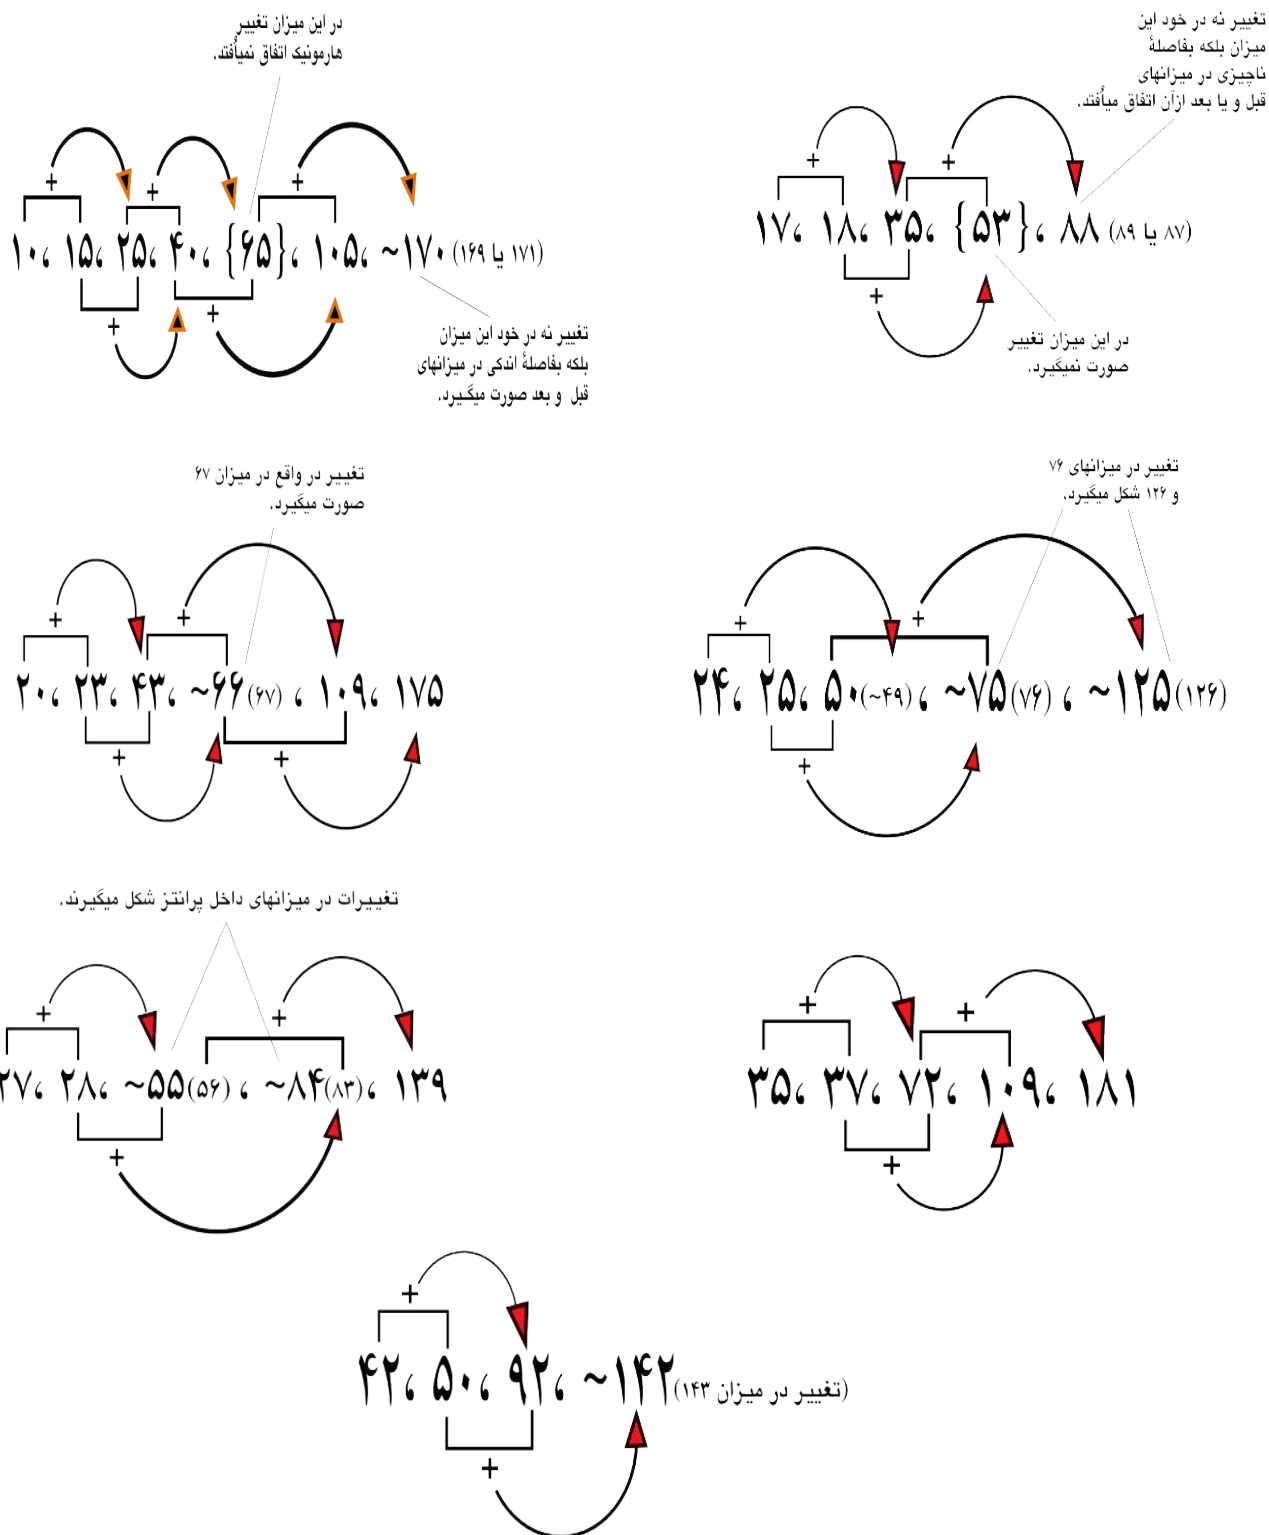 در این میزان تغییر
هارمونیک اتفاق نمیاُفتد.
+ + +
۱۰، ۱۵، ۲۵، ۴۰، {۶۵}، ۱۰۵، ~۱۷۰ (۱۷۱ یا ۱۶۹)
+ +
تغییر نه در خود این میزان
بلکه بفاصلهٔ اندکی در میزانهای
قبل و بعد صورت میگیرد.
تغییر نه در خود این
میزان بلکه بفاصلهٔ
ناچیزی در میزانهای
قبل و یا بعد ازآن اتفاق میاُفتد.
+ +
۱۷، ۱۸، ۳۵، {۵۳}، ۸۸ (۸۷ یا ۸۹)
+
در این میزان تغییر
صورت نمیگیرد.
تغییر در واقع در میزان ۶۷
صورت میگیرد.
+ +
۲۰، ۲۳، ۴۳، ~۶۶(۶۷)، ۱۰۹، ۱۷۵
+ +
تغییر در میزانهای ۷۶
و ۱۲۶ شکل میگیرد.
+ +
۲۴، ۲۵، ۵۰(~۴۹)، ~۷۵(۷۶)، ~۱۲۵(۱۲۶)
+
تغییرات در میزانهای داخل پرانتز شکل میگیرند.
+ +
۲۷، ۲۸، ~۵۵(۵۶)، ~۸۴(۸۳)، ۱۳۹
+
+ +
۳۵، ۳۷، ۷۲، ۱۰۹، ۱۸۱
+
+
۴۲، ۵۰، ۹۲، ~۱۴۲(تغییر در میزان ۱۴۳)
+